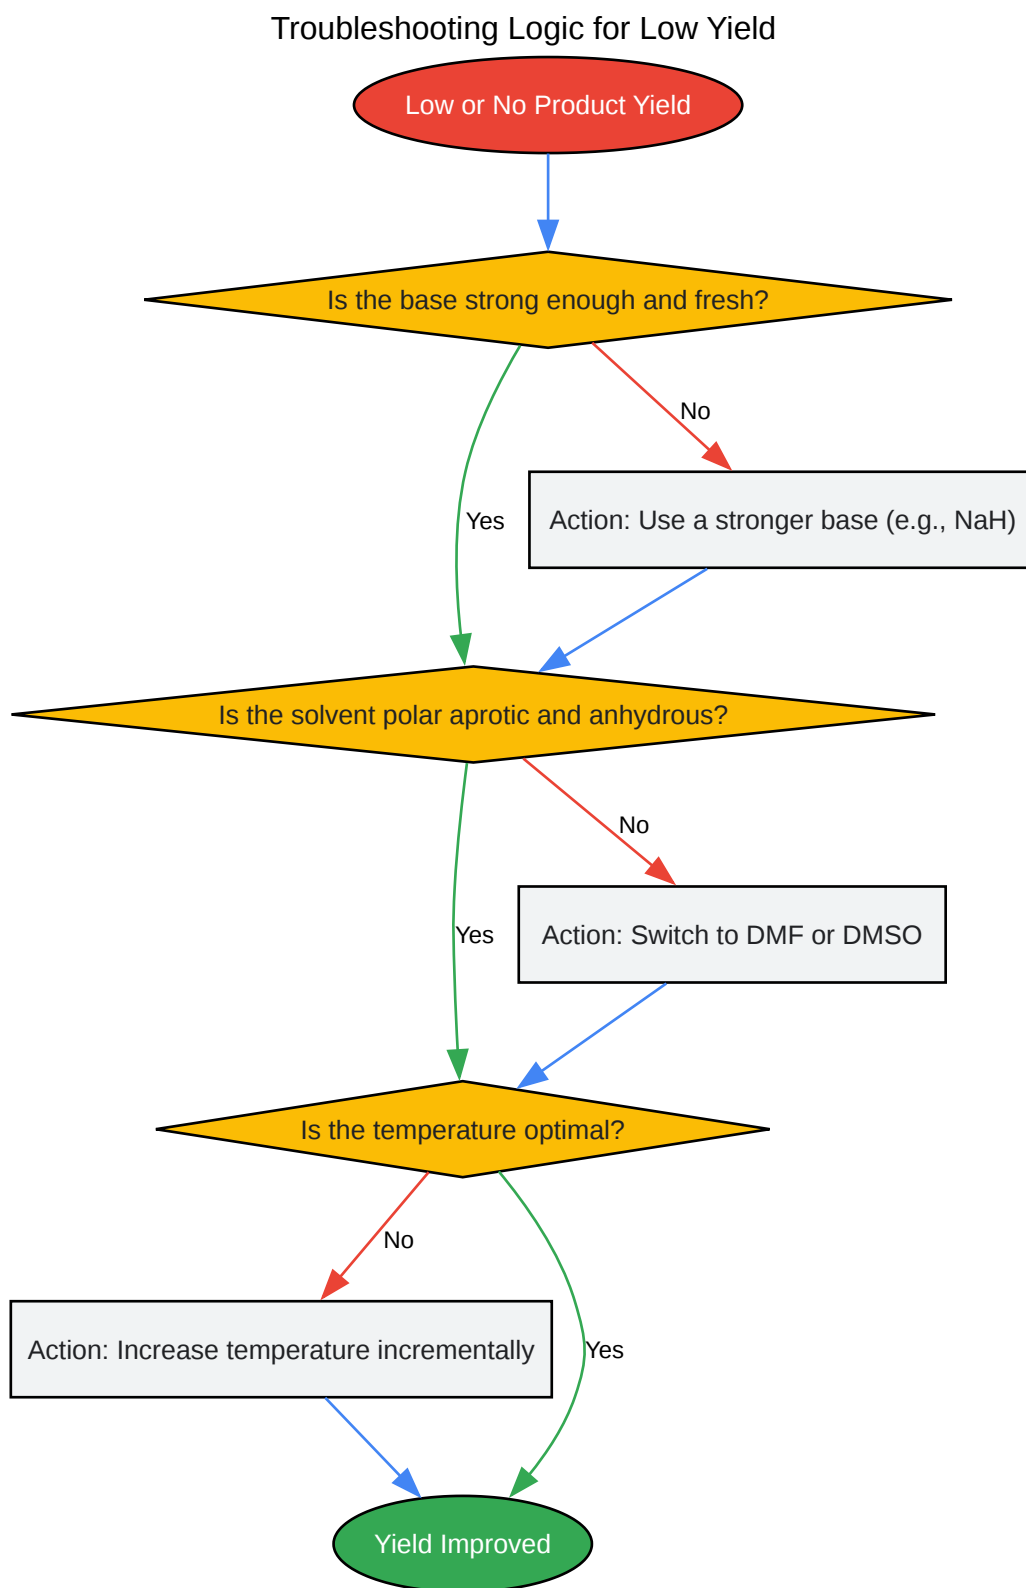 Troubleshooting Logic for Low Yield
Low or No Product Yield
Is the base strong enough and fresh?
No
Yes
Action: Use a stronger base (e.g., NaH)
Is the solvent polar aprotic and anhydrous?
No
Yes
Action: Switch to DMF or DMSO
Is the temperature optimal?
No
Action: Increase temperature incrementally
Yes
Yield Improved